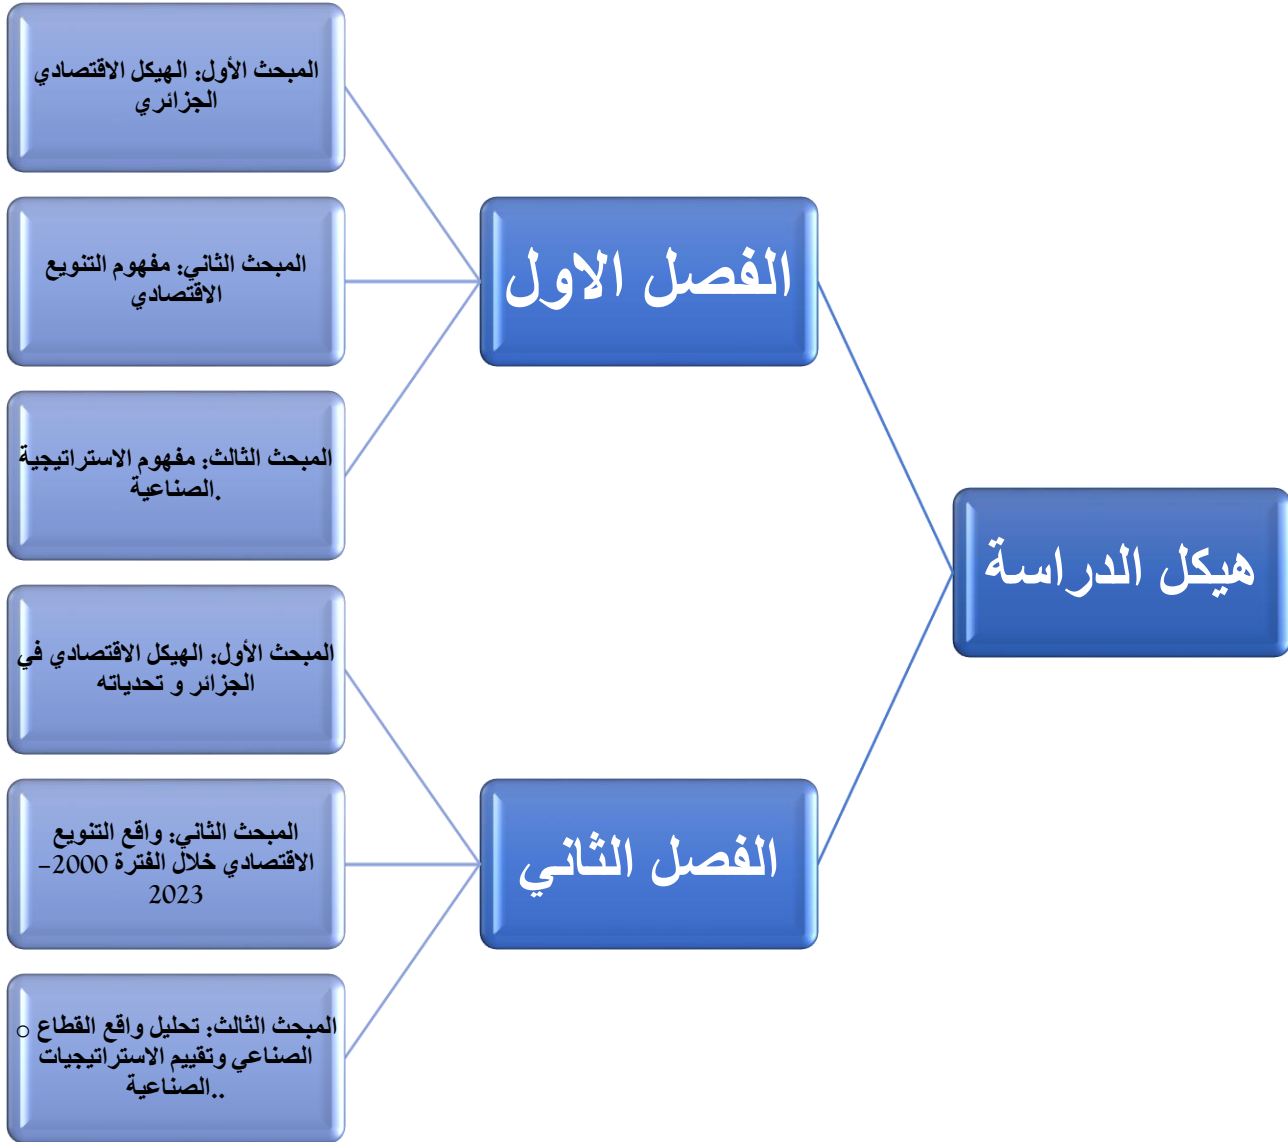 هيكل الدراسة
الفصل الاول
المبحث الأول: الهيكل الاقتصادي
الجزائري
المبحث الثاني: مفهوم التنويع
الاقتصادي
المبحث الثالث: مفهوم الاستراتيجية
الصناعية.
الفصل الثاني
المبحث الأول: الهيكل الاقتصادي في
الجزائر و تحدياته
المبحث الثاني: واقع التنويع
الاقتصادي خلال الفترة 2000–
2023
o المبحث الثالث: تحليل واقع القطاع
الصناعي وتقييم الاستراتيجيات
الصناعية..